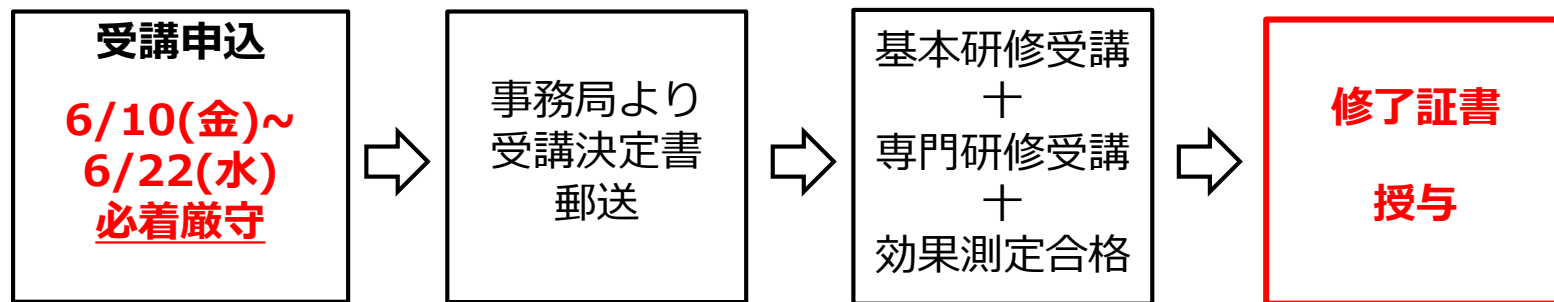 受講申込
6/10(金)~
6/22(水)
必着厳守
事務局より
受講決定書
郵送
基本研修受講
＋
専門研修受講
＋
効果測定合格
修了証書
授与